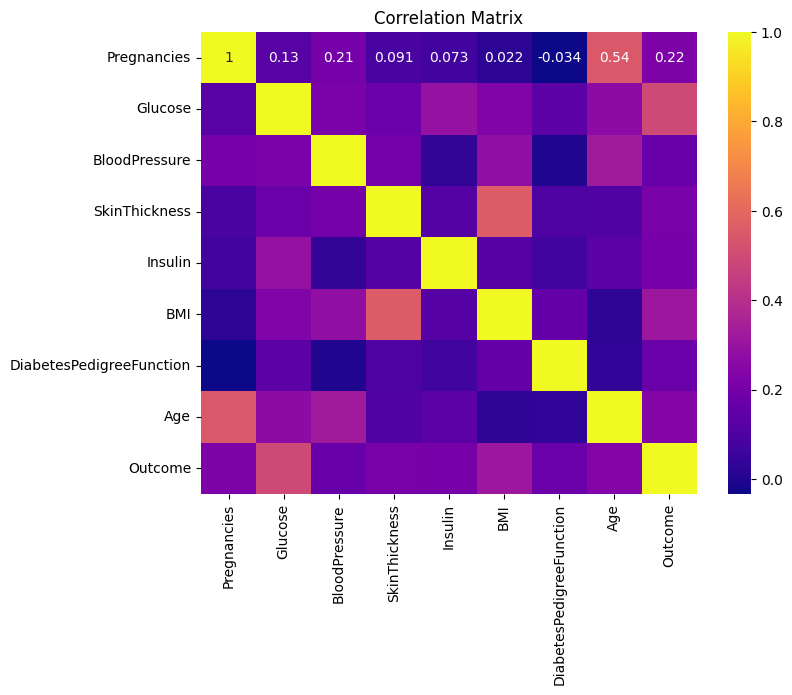 Correlation Matrix
Pregnancies 1 0.13 0.21 0.091 0.073 0.022 -0.034 0.54 0.22
Glucose
BloodPressure
SkinThickness
Insulin
BMI
DiabetesPedigreeFunction
Age
Outcome
Pregnancies
Glucose
BloodPressure
SkinThickness
Insulin
BMI
DiabetesPedigreeFunction
Age
Outcome
1.0
0.8
0.6
0.4
0.2
0.0